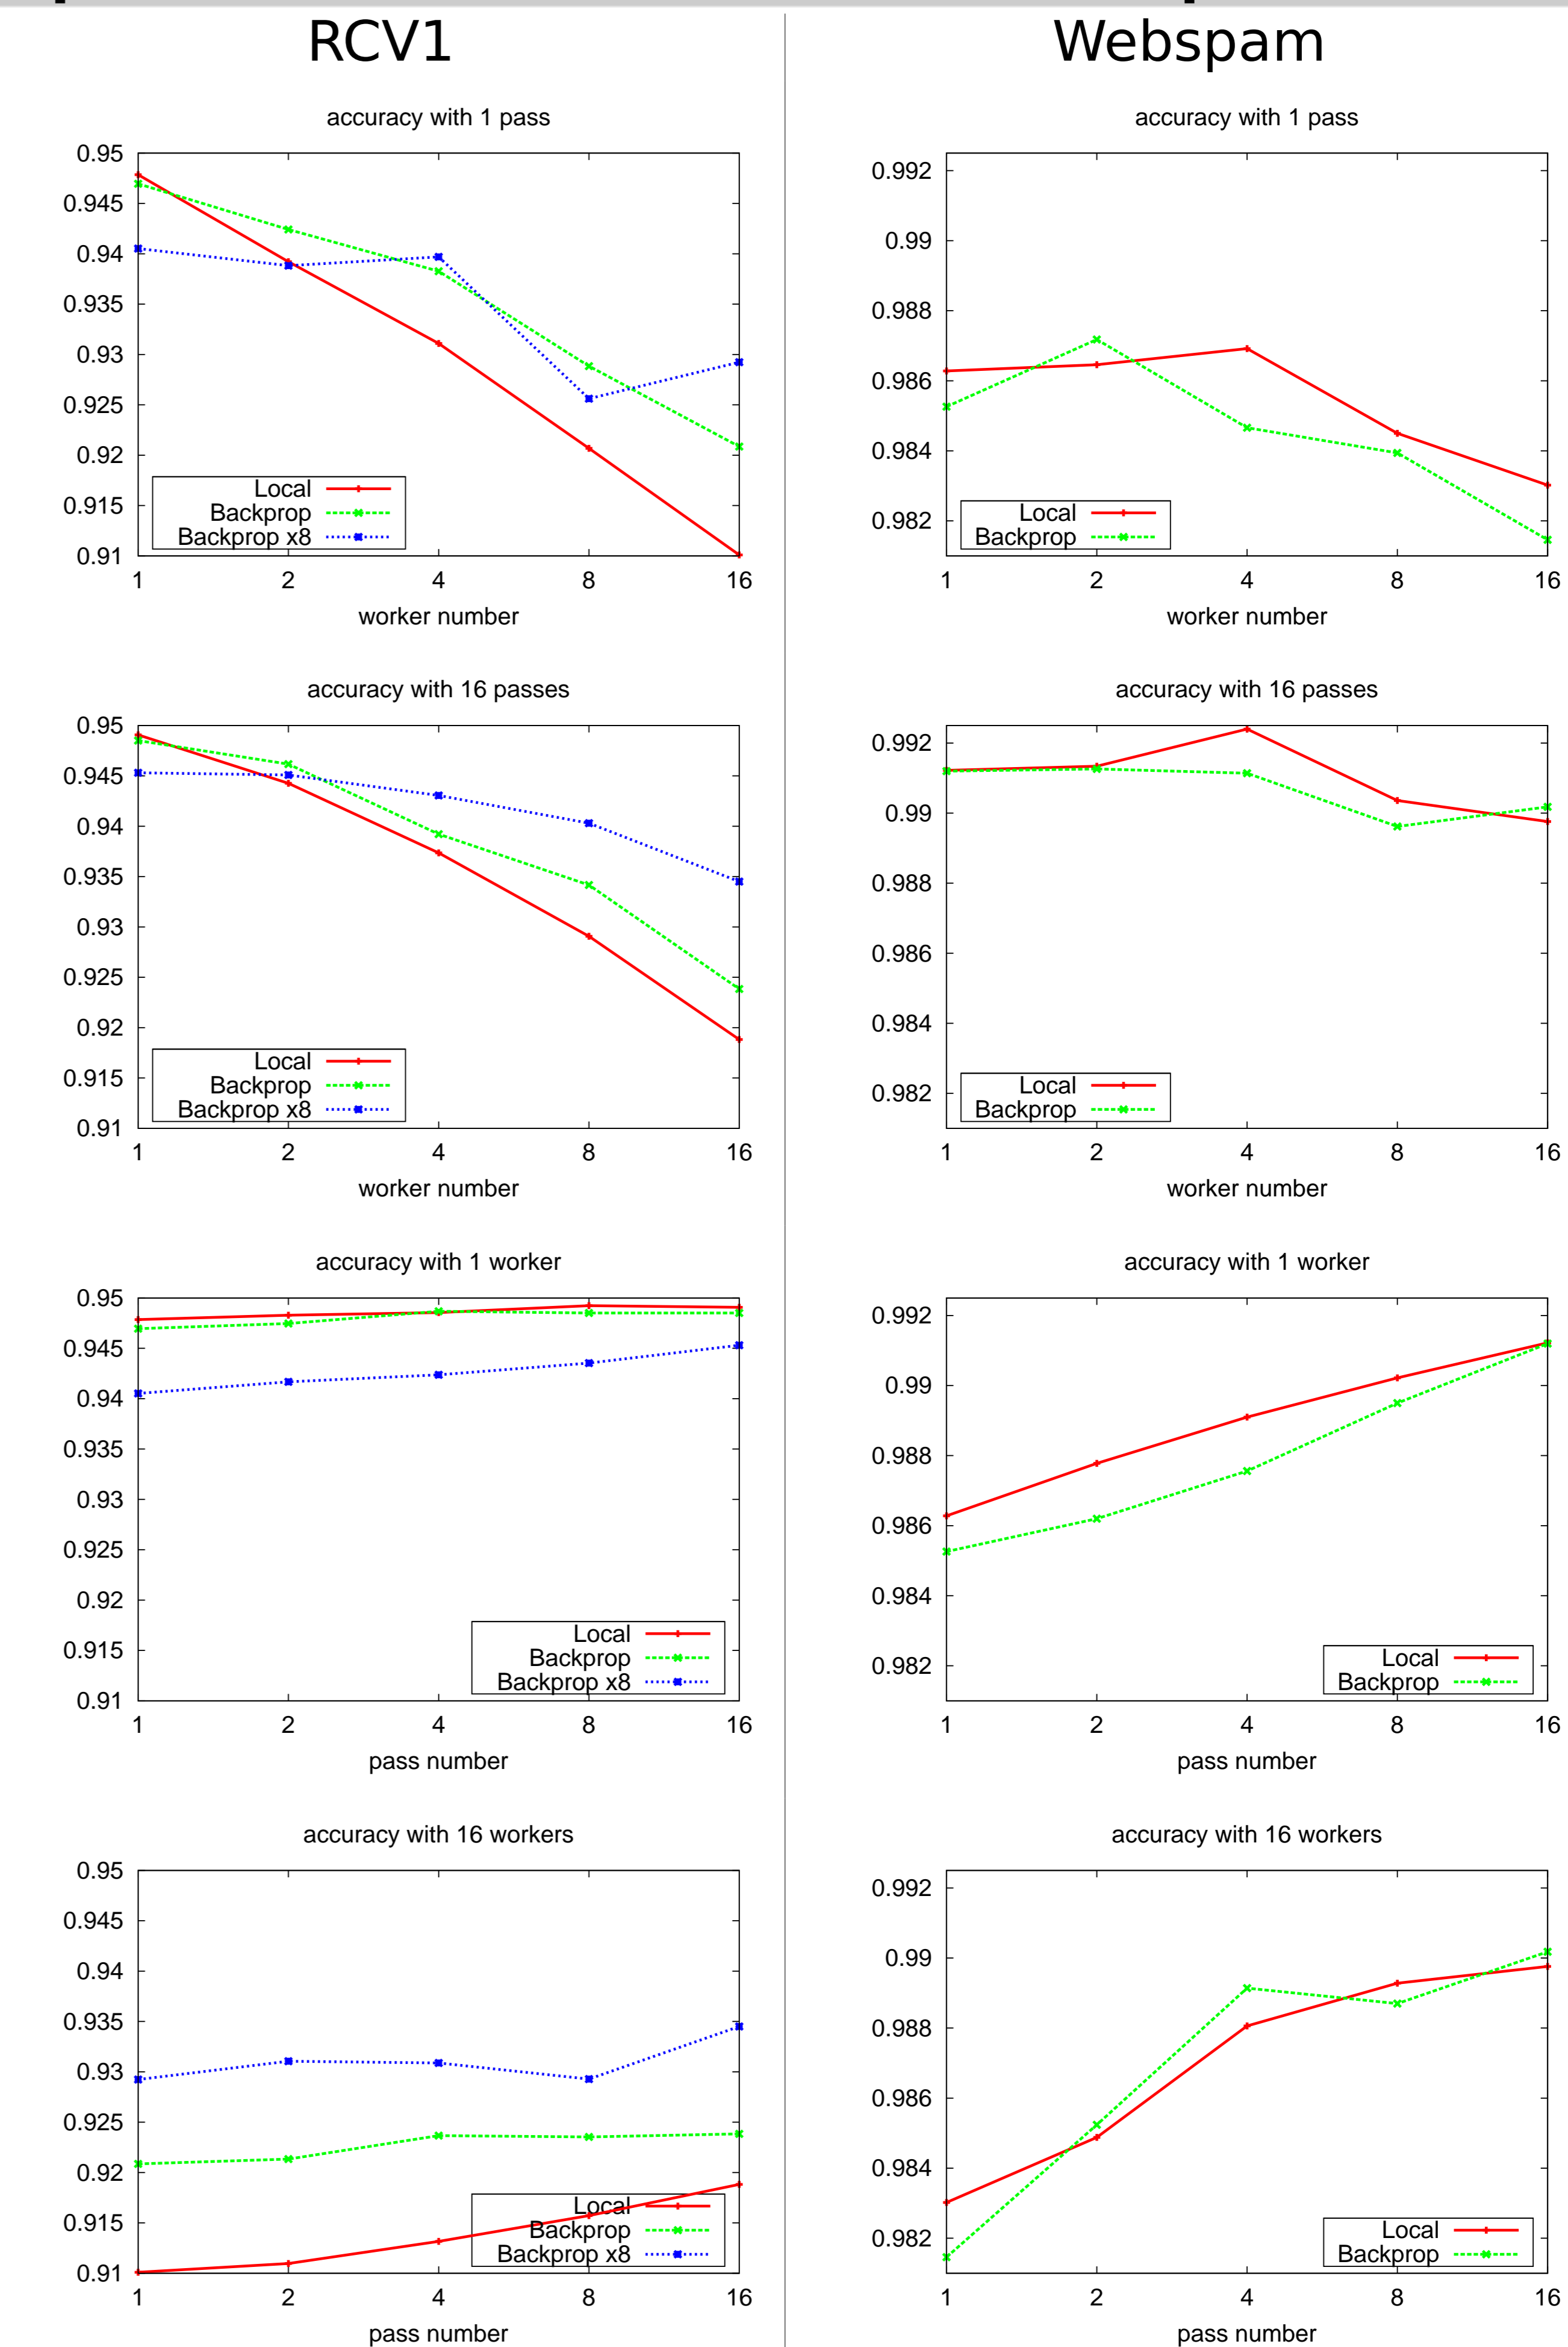 RCV1
accuracy with 1 pass
0.95
0.945
0.94
0.935
0.93
0.925
0.92
0.915
0.91
Local
Backprop
Backprop x8
1 2 4 8 16
worker number
accuracy with 16 passes
0.95
0.945
0.94
0.935
0.93
0.925
0.92
0.915
0.91
Local
Backprop
Backprop x8
1 2 4 8 16
worker number
accuracy with 1 worker
0.95
0.945
0.94
0.935
0.93
0.925
0.92
0.915
0.91
Local
Backprop
Backprop x8
1 2 4 8 16
pass number
accuracy with 16 workers
0.95
0.945
0.94
0.935
0.93
0.925
0.92
0.915
0.91
Local
Backprop
Backprop x8
1 2 4 8 16
pass number
Webspam
accuracy with 1 pass
0.992
0.99
0.988
0.986
0.984
0.982
Local
Backprop
1 2 4 8 16
worker number
accuracy with 16 passes
0.992
0.99
0.988
0.986
0.984
0.982
Local
Backprop
1 2 4 8 16
worker number
accuracy with 1 worker
0.992
0.99
0.988
0.986
0.984
0.982
Local
Backprop
1 2 4 8 16
pass number
accuracy with 16 workers
0.992
0.99
0.988
0.986
0.984
0.982
Local
Backprop
1 2 4 8 16
pass number